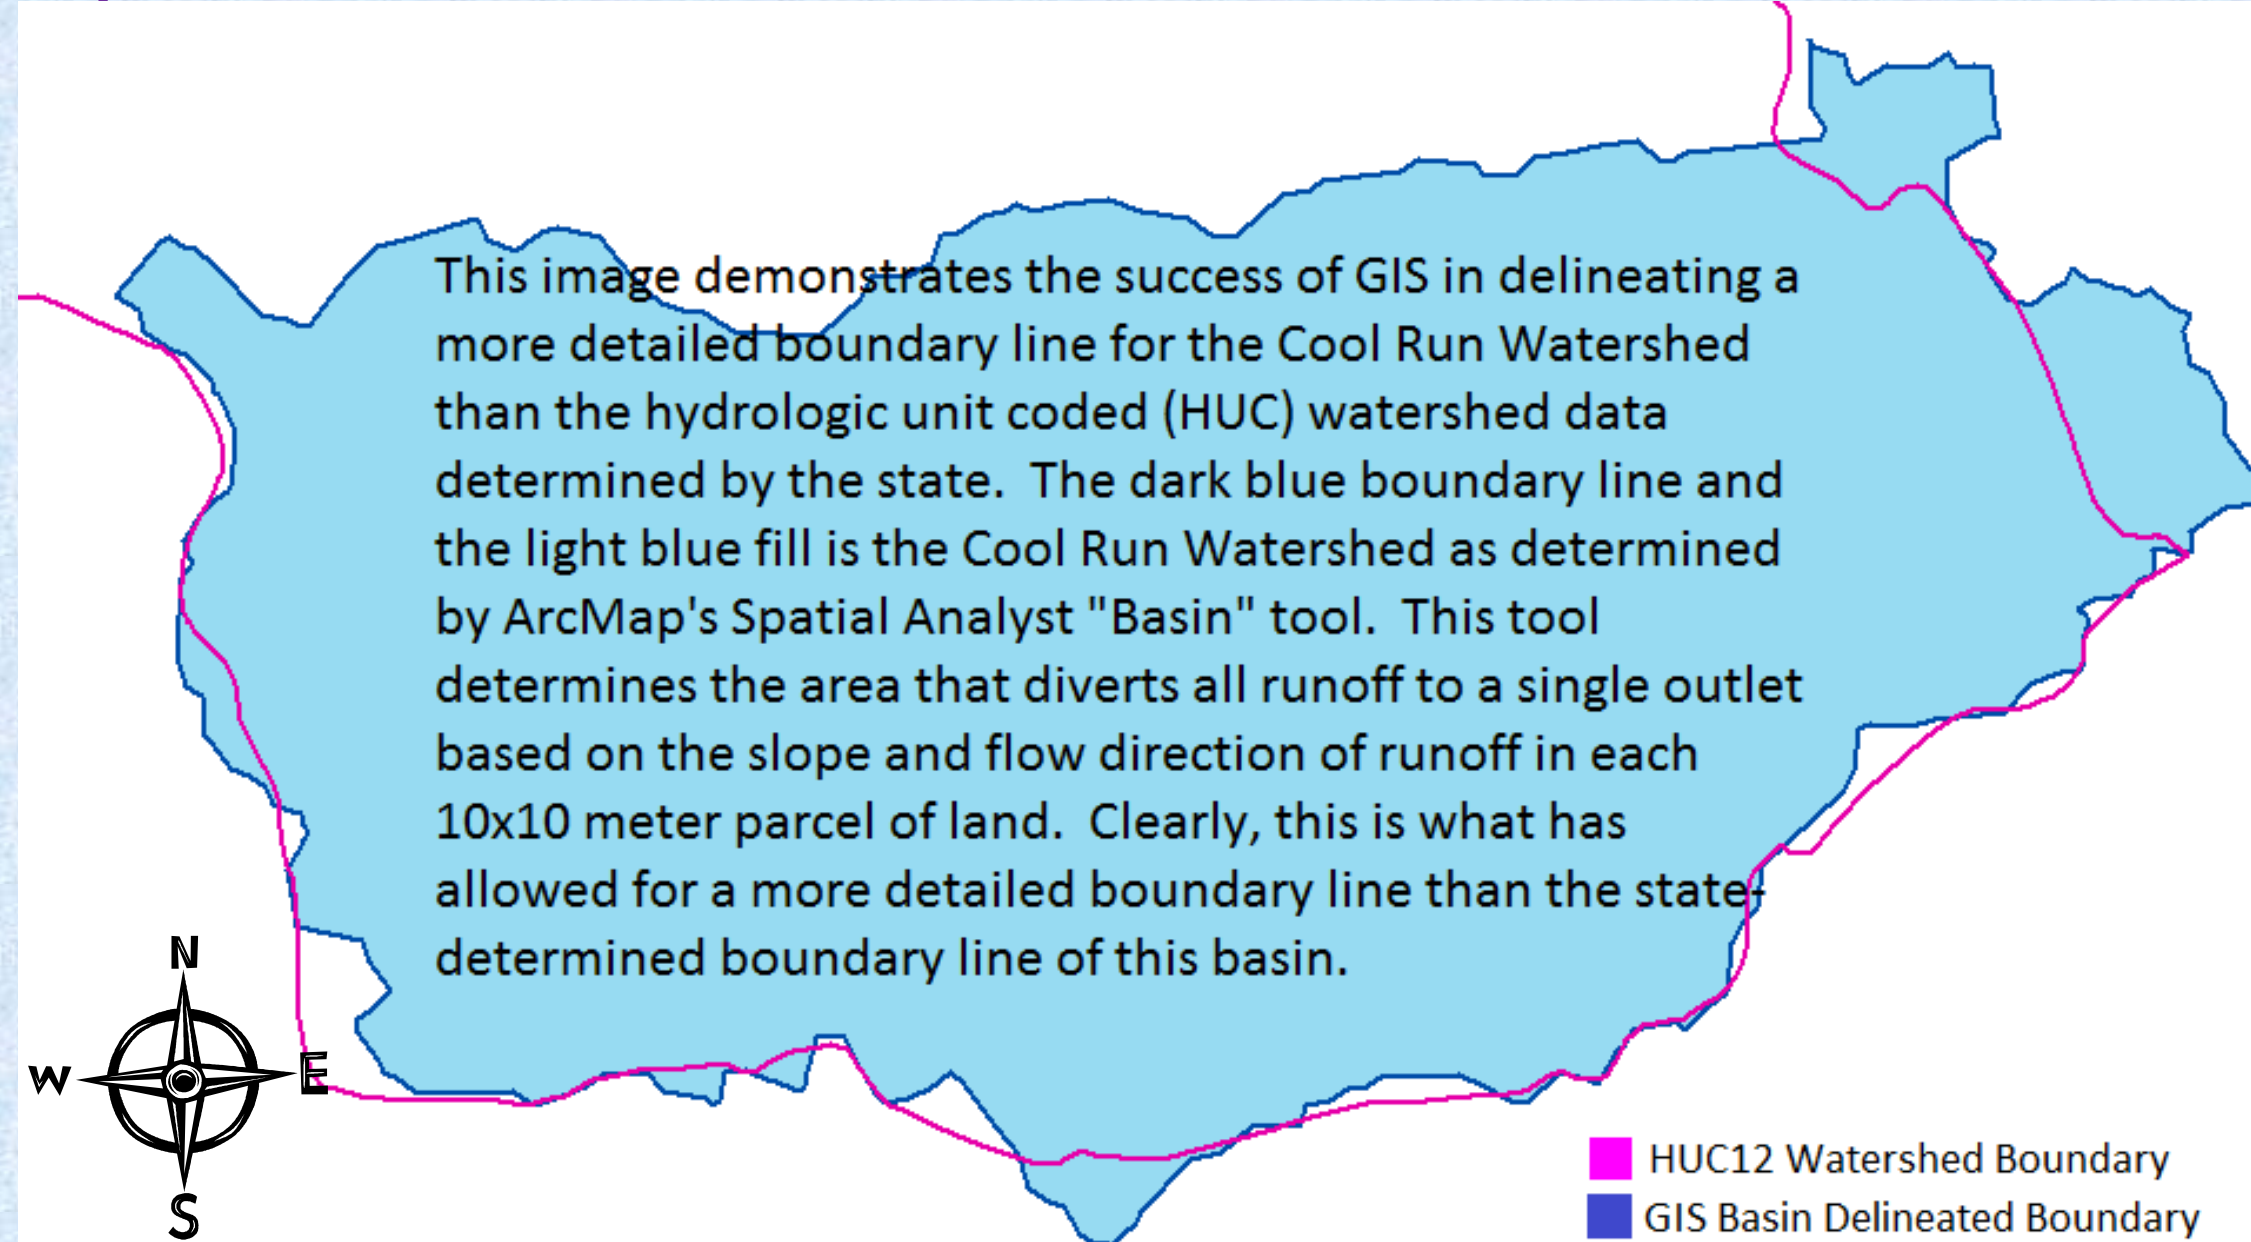 This image demonstrates the success of GIS in delineating a
more detailed boundary line for the Cool Run Watershed
than the hydrologic unit coded (HUC) watershed data
determined by the state.  The dark blue boundary line and
the light blue fill is the Cool Run Watershed as determined
by ArcMap's Spatial Analyst "Basin" tool.  This tool
determines the area that diverts all runoff to a single outlet
based on the slope and flow direction of runoff in each
10x10 meter parcel of land.  Clearly, this is what has
allowed for a more detailed boundary line than the state-
determined boundary line of this basin.
N
W
E
S
HUC12 Watershed Boundary
GIS Basin Delineated Boundary